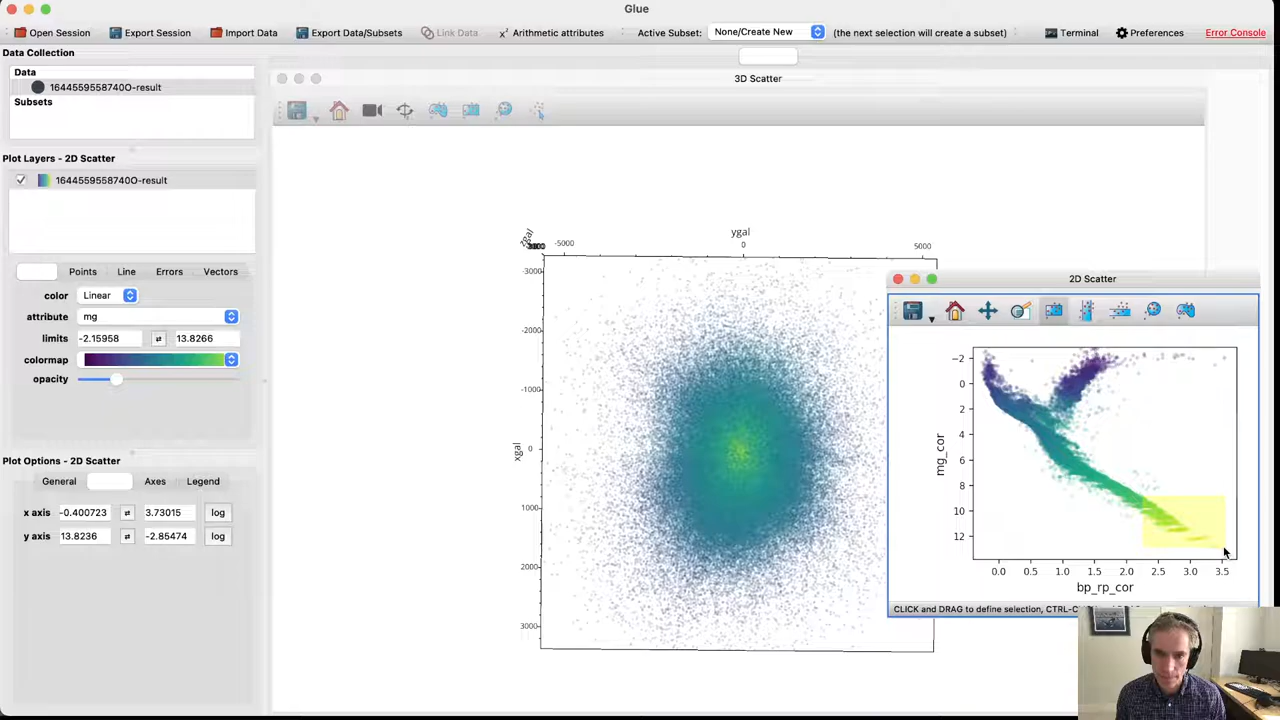 Glue
Open Session Export Session Import Data Export Data/Subsets Link Data Arithmetic attributes Active Subset: None/Create New (the next selection will create a subset) Terminal Preferences Error Console
Data Collection
Data
1644559558740O-result
Subsets
Plot Layers - 2D Scatter
1644559558740O-result
Points Line Errors Vectors
color Linear
attribute mg
limits -2.15958 13.8266
colormap
opacity
Plot Options - 2D Scatter
General Axes Legend
x axis -0.400723 3.73015 log
y axis 13.8236 -2.85474 log
3D Scatter
ygal
-5000 0 5000
zgal
xgal
-3000
-2000
-1000
0
1000
2000
3000
2D Scatter
mg_cor
-2
0
2
4
6
8
10
12
0.0 0.5 1.0 1.5 2.0 2.5 3.0 3.5
bp_rp_cor
CLICK and DRAG to define selection, CTRL-C